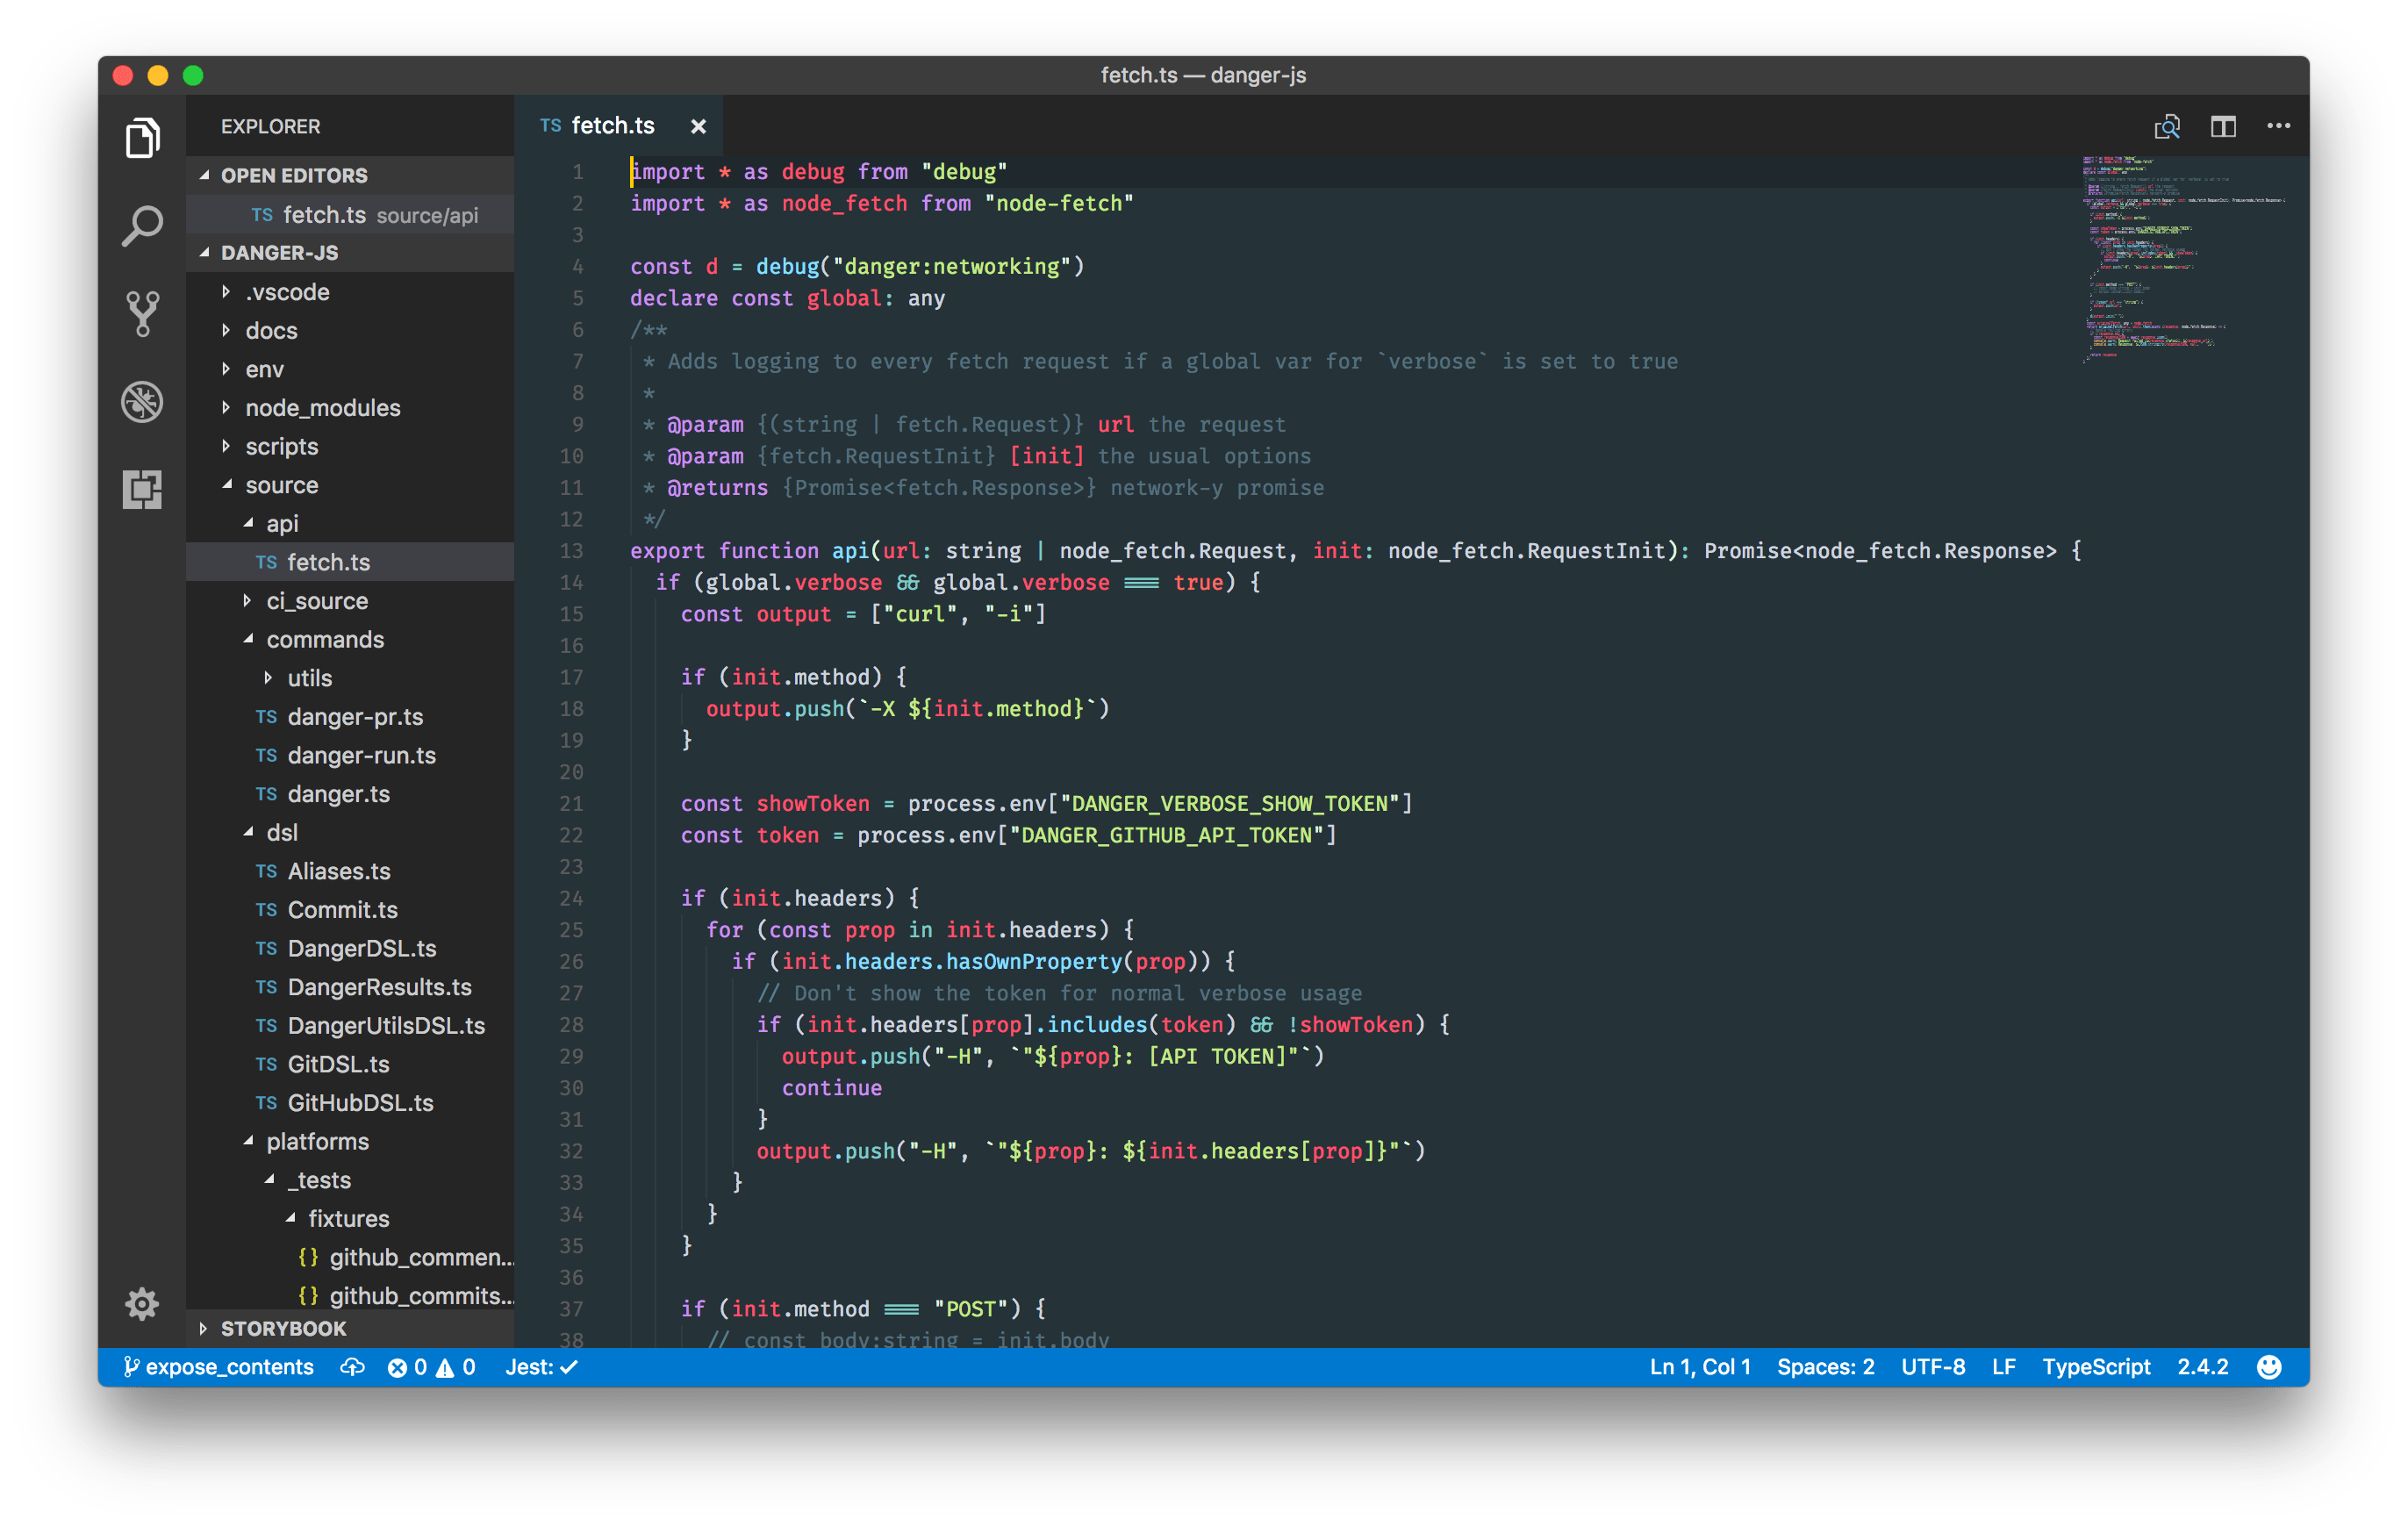 fetch.ts — danger-js
EXPLORER
OPEN EDITORS
TS fetch.ts source/api
DANGER-JS
.vscode
docs
env
node_modules
scripts
source
api
TS fetch.ts
ci_source
commands
utils
TS danger-pr.ts
TS danger-run.ts
TS danger.ts
dsl
TS Aliases.ts
TS Commit.ts
TS DangerDSL.ts
TS DangerResults.ts
TS DangerUtilsDSL.ts
TS GitDSL.ts
TS GitHubDSL.ts
platforms
_tests
fixtures
{} github_commen...
{} github_commits...
STORYBOOK
TS fetch.ts ×
1 import * as debug from "debug"
2 import * as node_fetch from "node-fetch"
3
4 const d = debug("danger:networking")
5 declare const global: any
6 /**
7 * Adds logging to every fetch request if a global var for `verbose` is set to true
8 *
9 * @param {(string | fetch.Request)} url the request
10 * @param {fetch.RequestInit} [init] the usual options
11 * @returns {Promise<fetch.Response>} network-y promise
12 */
13 export function api(url: string | node_fetch.Request, init: node_fetch.RequestInit): Promise<node_fetch.Response> {
14 if (global.verbose && global.verbose === true) {
15 const output = ["curl", "-i"]
16
17 if (init.method) {
18 output.push(`-X ${init.method}`)
19 }
20
21 const showToken = process.env["DANGER_VERBOSE_SHOW_TOKEN"]
22 const token = process.env["DANGER_GITHUB_API_TOKEN"]
23
24 if (init.headers) {
25 for (const prop in init.headers) {
26 if (init.headers.hasOwnProperty(prop)) {
27 // Don't show the token for normal verbose usage
28 if (init.headers[prop].includes(token) && !showToken) {
29 output.push("-H", `"${prop}: [API TOKEN]"`)
30 continue
31 }
32 output.push("-H", `"${prop}: ${init.headers[prop]}"`)
33 }
34 }
35 }
36
37 if (init.method === "POST") {
38 // const body:string = init.body
expose_contents 0 0 Jest: ✓
Ln 1, Col 1 Spaces: 2 UTF-8 LF TypeScript 2.4.2